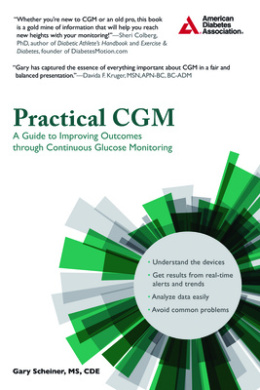 "Whether you're new to CGM or an old pro, this book
is a gold mine of information that will help you reach
new heights with your monitoring!"—Sheri Colberg,
PhD, author of Diabetic Athlete's Handbook and Exercise &
Diabetes, founder of DiabetesMotion.com
American
Diabetes
Association.
"Gary has captured the essence of everything important about CGM in a fair and
balanced presentation."—Davida F. Kruger, MSN, APN-BC, BC-ADM
Practical CGM
A Guide to Improving Outcomes
through Continuous Glucose Monitoring
· Understand the devices
· Get results from real-time
alerts and trends
· Analyze data easily
· Avoid common problems
Gary Scheiner, MS, CDE